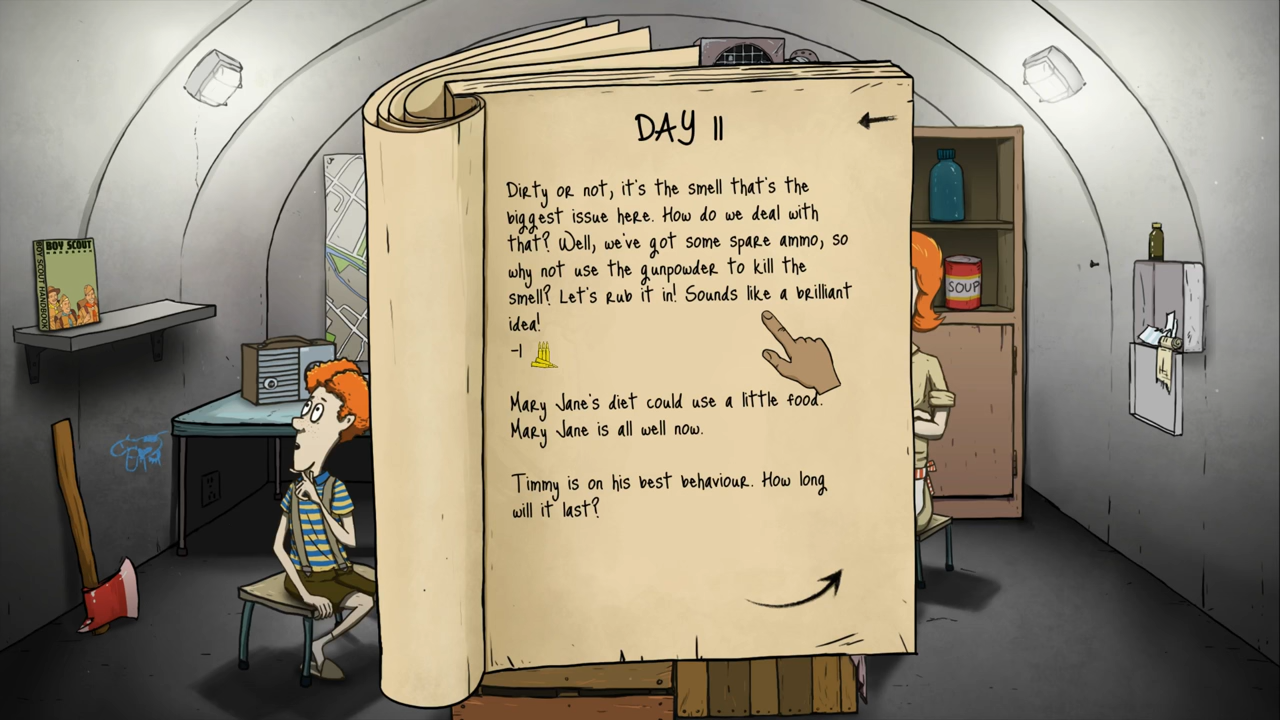 DAY 11
Dirty or not, it's the smell that's the
biggest issue here. How do we deal with
that? Well, we've got some spare ammo, so
why not use the gunpowder to kill the
smell? Let's rub it in! Sounds like a brilliant
idea!
-1
Mary Jane's diet could use a little food.
Mary Jane is all well now.
Timmy is on his best behaviour. How long
will it last?
BOY SCOUT
BOY SCOUT HANDBOOK
SOUP